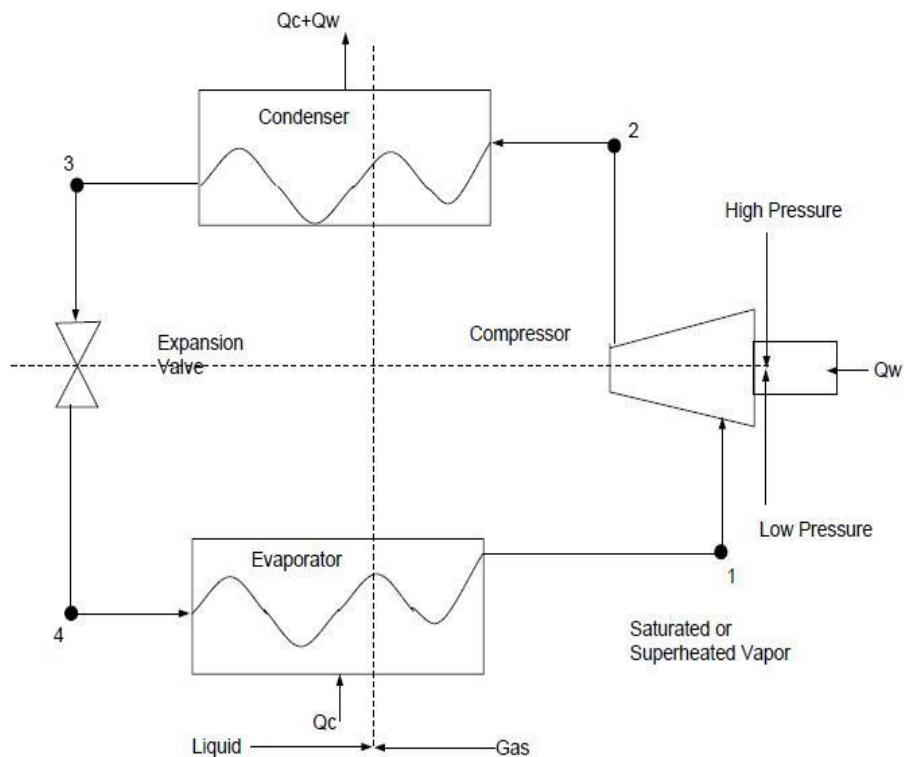 Qc+Qw
Condenser
2
3
High Pressure
Compressor
Expansion
Valve
Qw
Low Pressure
Evaporator
1
4
Saturated or
Superheated Vapor
Qc
Liquid
Gas